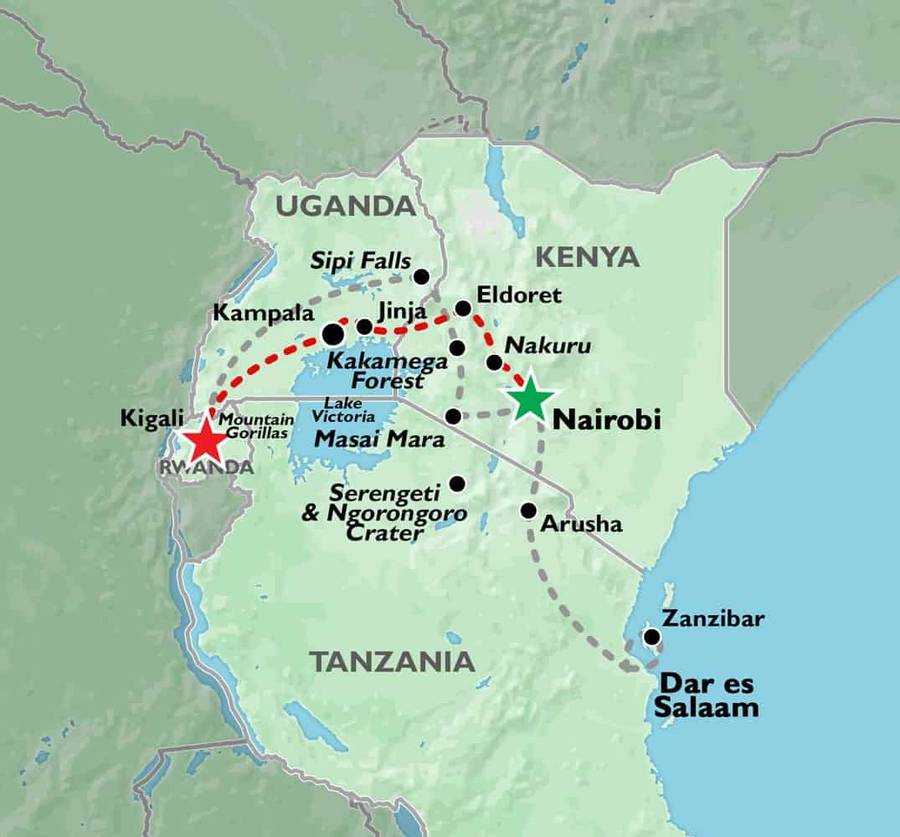 UGANDA
KENYA
Sipi Falls
Eldoret
Kampala
Jinja
Nakuru
Kakamega
Forest
Lake
Victoria
Kigali
Mountain
Gorillas
Nairobi
Masai Mara
RWANDA
Serengeti
& Ngorongoro
Crater
Arusha
Zanzibar
TANZANIA
Dar es
Salaam